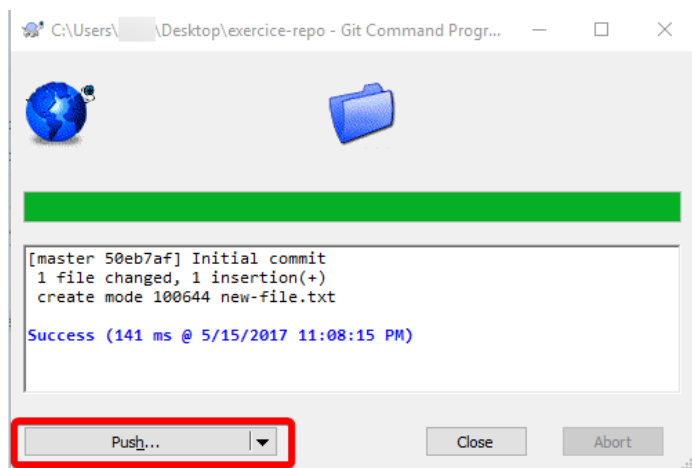 C:\Users\ \Desktop\exercice-repo - Git Command Progr...
[master 50eb7af] Initial commit
1 file changed, 1 insertion(+)
create mode 100644 new-file.txt
Success (141 ms @ 5/15/2017 11:08:15 PM)
Push... Close Abort